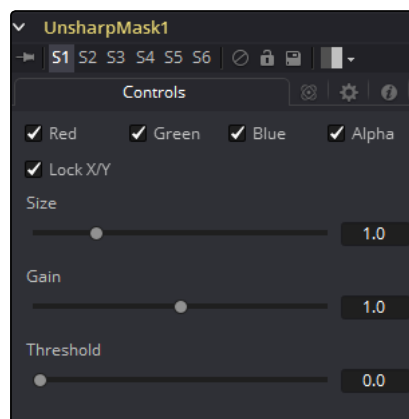 UnsharpMask1
S1 S2 S3 S4 S5 S6
Controls
Red Green Blue Alpha
Lock X/Y
Size
1.0
Gain
1.0
Threshold
0.0